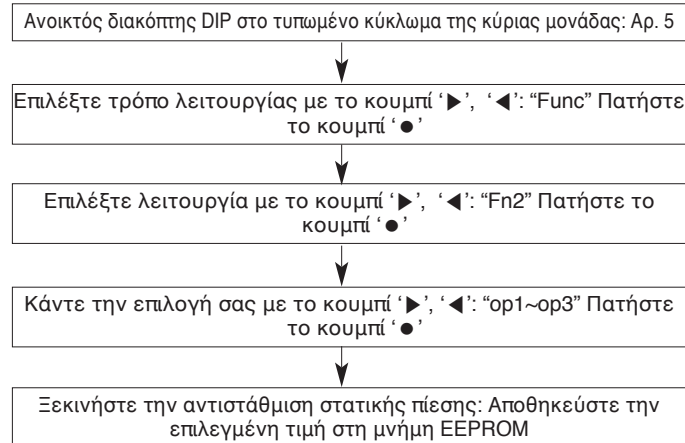 Ανοικτός διακόπτης DIP στο τυπωμένο κύκλωμα της κύριας μονάδας: Αρ. 5
Επιλέξτε τρόπο λειτουργίας με το κουμπί ‘▶’, ‘◀’: “Func” Πατήστε
το κουμπί ‘●’
Επιλέξτε λειτουργία με το κουμπί ‘▶’, ‘◀’: “Fn2” Πατήστε το
κουμπί ‘●’
Κάντε την επιλογή σας με το κουμπί ‘▶’, ‘◀’: “op1~op3” Πατήστε
το κουμπί ‘●’
Ξεκινήστε την αντιστάθμιση στατικής πίεσης: Αποθηκεύστε την
επιλεγμένη τιμή στη μνήμη EEPROM